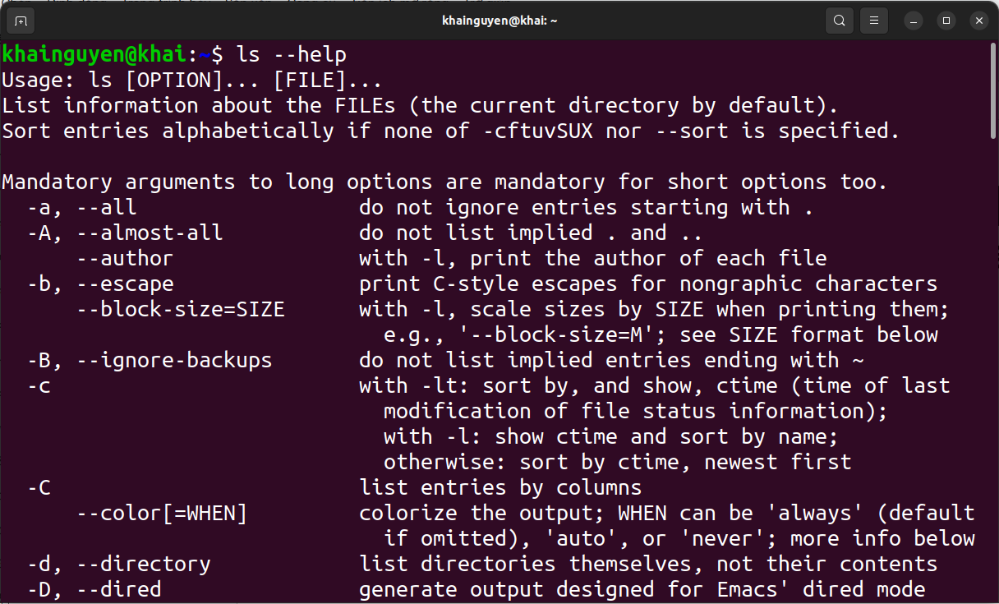 khainguyen@khai: ~
khainguyen@khai:~$ ls --help
Usage: ls [OPTION]... [FILE]...
List information about the FILEs (the current directory by default).
Sort entries alphabetically if none of -cftuvSUX nor --sort is specified.

Mandatory arguments to long options are mandatory for short options too.
  -a, --all                  do not ignore entries starting with .
  -A, --almost-all           do not list implied . and ..
      --author               with -l, print the author of each file
  -b, --escape               print C-style escapes for nongraphic characters
      --block-size=SIZE      with -l, scale sizes by SIZE when printing them;
                               e.g., '--block-size=M'; see SIZE format below
  -B, --ignore-backups       do not list implied entries ending with ~
  -c                         with -lt: sort by, and show, ctime (time of last
                               modification of file status information);
                               with -l: show ctime and sort by name;
                               otherwise: sort by ctime, newest first
  -C                         list entries by columns
      --color[=WHEN]         colorize the output; WHEN can be 'always' (default
                               if omitted), 'auto', or 'never'; more info below
  -d, --directory            list directories themselves, not their contents
  -D, --dired                generate output designed for Emacs' dired mode